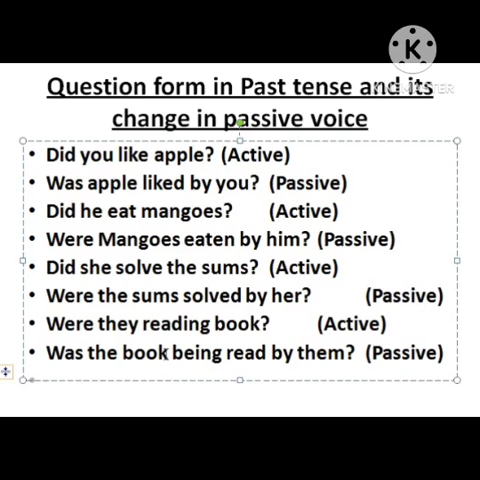 K
KINEMASTER
Question form in Past tense and its
change in passive voice
• Did you like apple? (Active)
• Was apple liked by you? (Passive)
• Did he eat mangoes? (Active)
• Were Mangoes eaten by him? (Passive)
• Did she solve the sums? (Active)
• Were the sums solved by her? (Passive)
• Were they reading book? (Active)
• Was the book being read by them? (Passive)